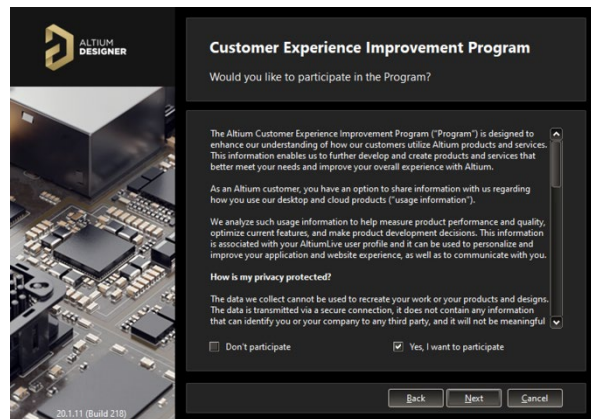 ALTIUM
DESIGNER
Customer Experience Improvement Program
Would you like to participate in the Program?
The Altium Customer Experience Improvement Program ("Program") is designed to
enhance our understanding of how our customers utilize Altium products and services.
This information enables us to further develop and create products and services that
better meet your needs and improve your overall experience with Altium.
As an Altium customer, you have an option to share information with us regarding
how you use our desktop and cloud products ("usage information").
We analyze such usage information to help measure product performance and quality,
optimize current features, and make product development decisions. This information
is associated with your AltiumLive user profile and it can be used to personalize and
improve your application and website experience, as well as to communicate with you.
How is my privacy protected?
The data we collect cannot be used to recreate your work or your products and designs.
The data is transmitted via a secure connection, it does not contain any information
that can identify you or your company to any third party, and it will not be meaningful
Don't participate
Yes, I want to participate
Back
Next
Cancel
20.1.11 (Build 218)